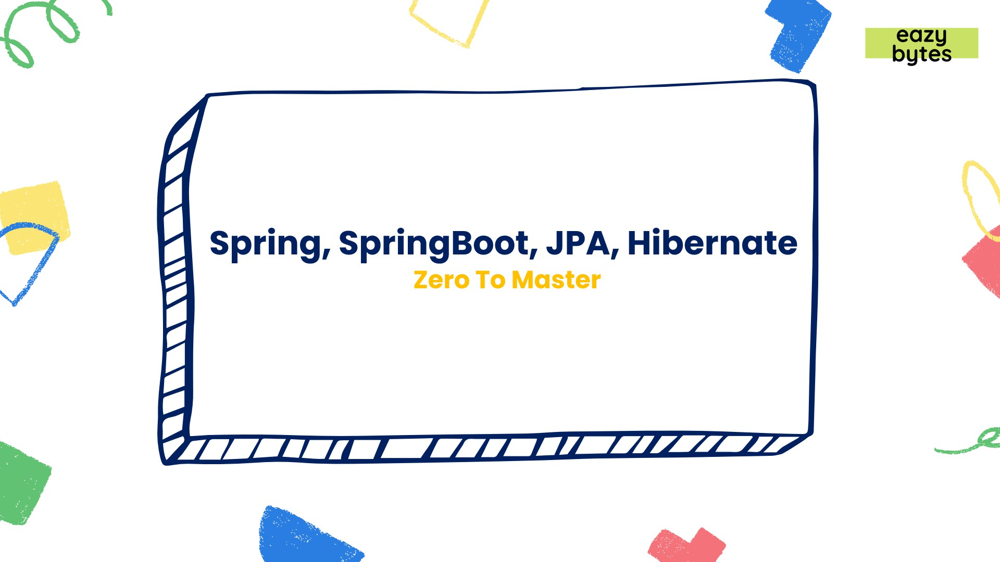 eazy
bytes
Spring, SpringBoot, JPA, Hibernate
Zero To Master